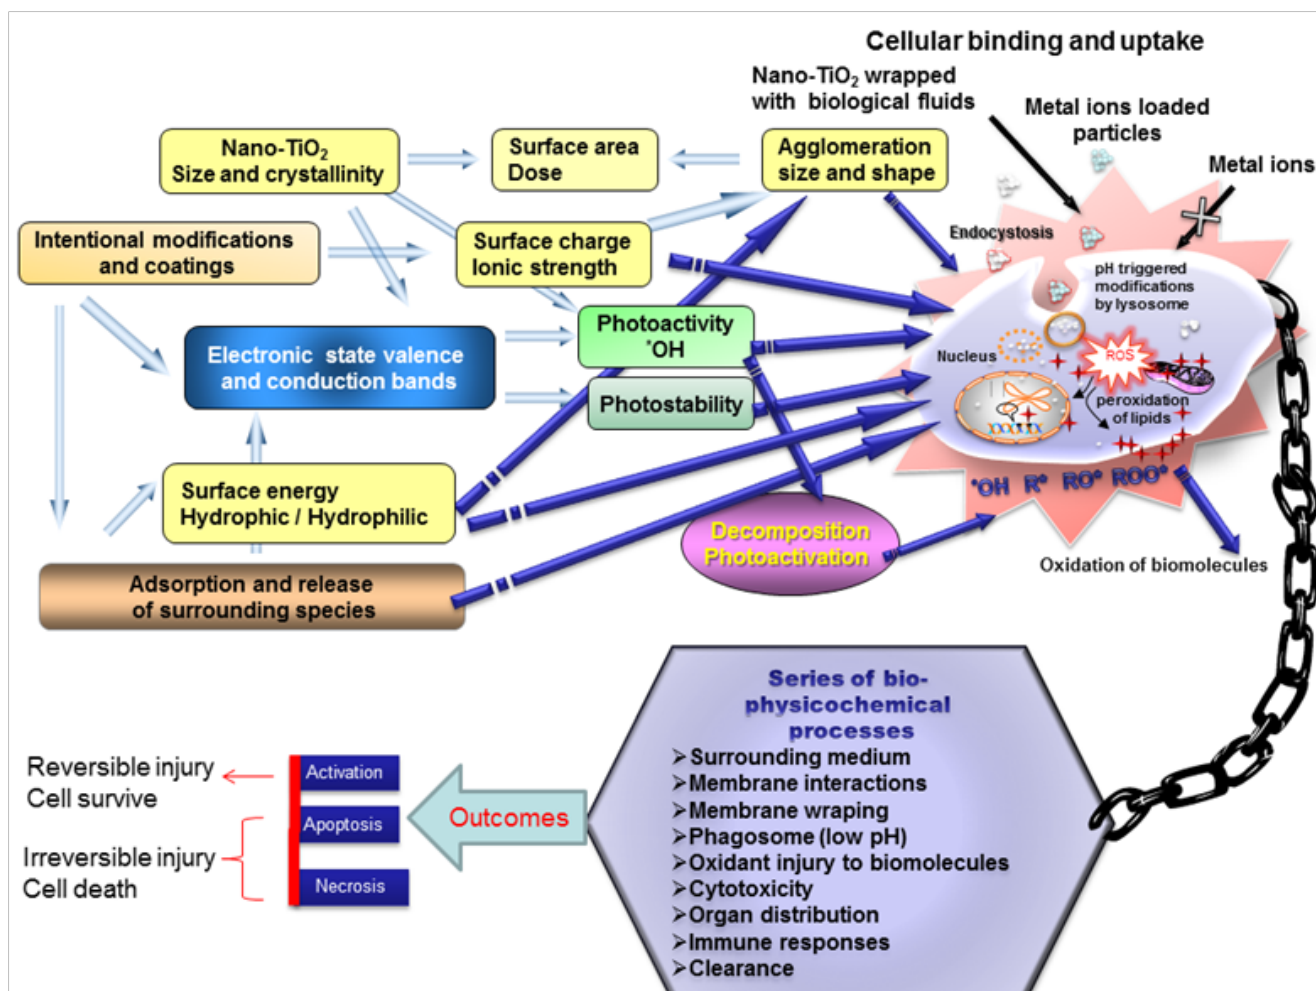 Cellular binding and uptake
Nano-TiO2 wrapped
with biological fluids
Metal ions loaded
particles
Metal ions
Nano-TiO2
Size and crystallinity
Surface area
Dose
Agglomeration
size and shape
Intentional modifications
and coatings
Surface charge
Ionic strength
Endocystosis
pH triggered
modifications
by lysosome
Electronic state valence
and conduction bands
Photoactivity
•OH
Photostability
Nucleus
ROS
peroxidation
of lipids
Surface energy
Hydrophic / Hydrophilic
•OH R• RO• ROO•
Decomposition
Photoactivation
Oxidation of biomolecules
Adsorption and release
of surrounding species
Series of bio-
physicochemical
processes
➢Surrounding medium
➢Membrane interactions
➢Membrane wraping
➢Phagosome (low pH)
➢Oxidant injury to biomolecules
➢Cytotoxicity
➢Organ distribution
➢Immune responses
➢Clearance
Outcomes
Activation
Apoptosis
Necrosis
Reversible injury
Cell survive
Irreversible injury
Cell death